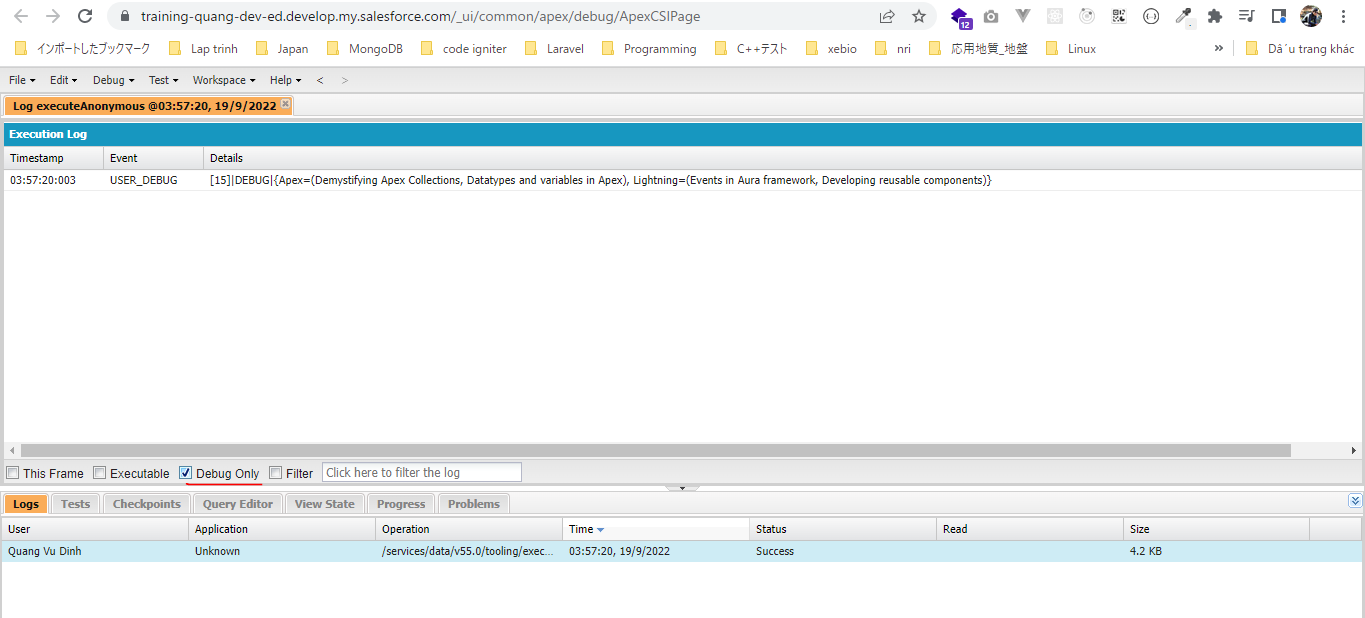 training-quang-dev-ed.develop.my.salesforce.com/_ui/common/apex/debug/ApexCSIPage
12
インポートしたブックマーク Lap trinh Japan MongoDB code igniter Laravel Programming C++テスト xebio nri 応用地質_地盤 Linux » Dấu trang khác
File Edit Debug Test Workspace Help < >
Log executeAnonymous @03:57:20, 19/9/2022
Execution Log
Timestamp Event Details
03:57:20:003 USER_DEBUG [15]|DEBUG|{Apex=(Demystifying Apex Collections, Datatypes and variables in Apex), Lightning=(Events in Aura framework, Developing reusable components)}
This Frame Executable Debug Only Filter Click here to filter the log
Logs Tests Checkpoints Query Editor View State Progress Problems
User Application Operation Time Status Read Size
Quang Vu Dinh Unknown /services/data/v55.0/tooling/exec... 03:57:20, 19/9/2022 Success 4.2 KB